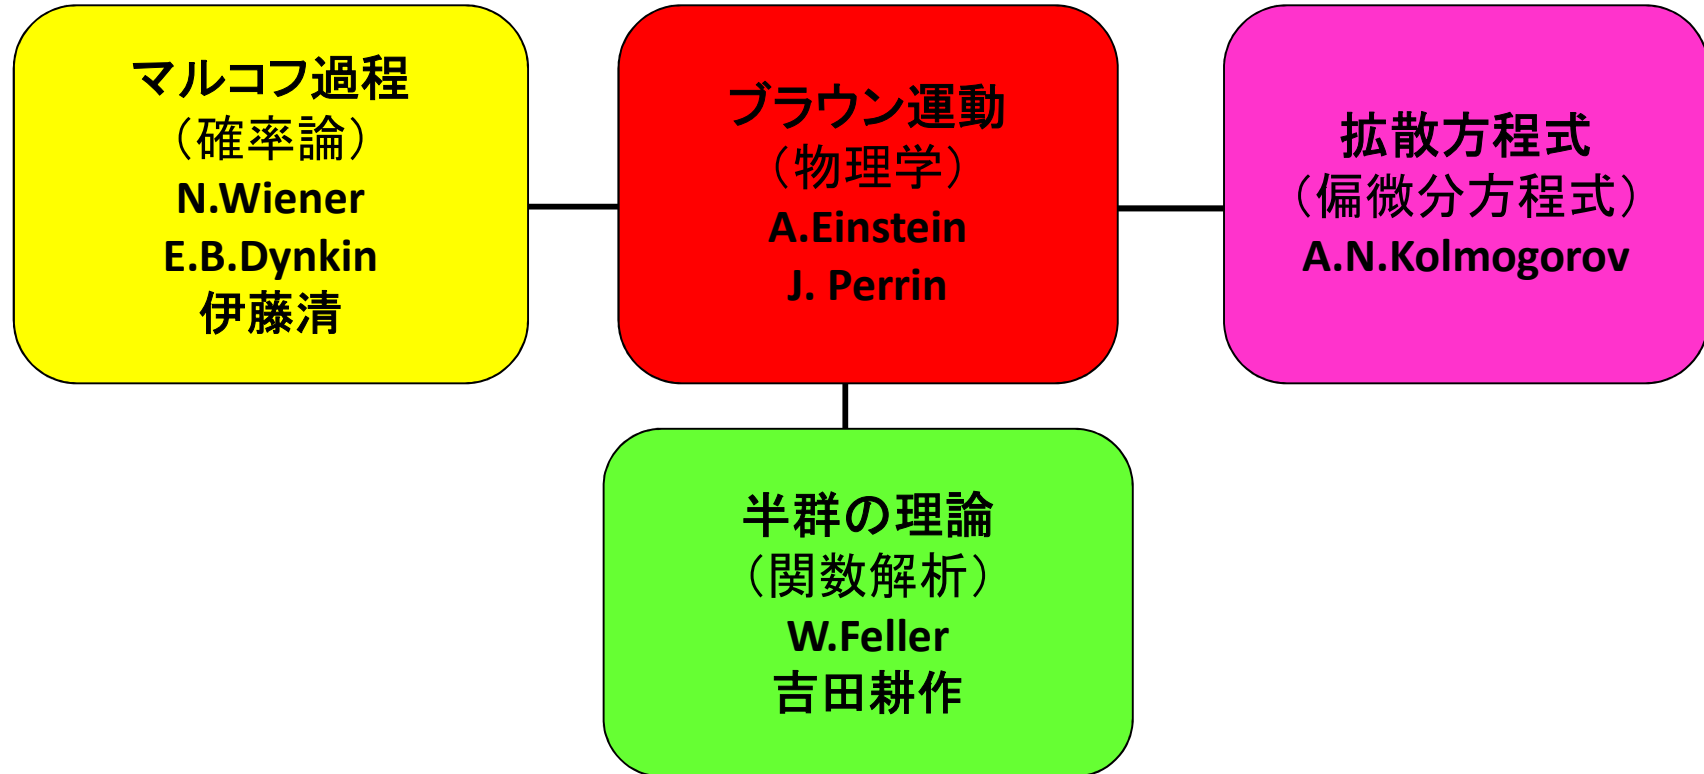 マルコフ過程
（確率論）
N.Wiener
E.B.Dynkin
伊藤清
ブラウン運動
（物理学）
A.Einstein
J. Perrin
拡散方程式
（偏微分方程式）
A.N.Kolmogorov
半群の理論
（関数解析）
W.Feller
吉田耕作